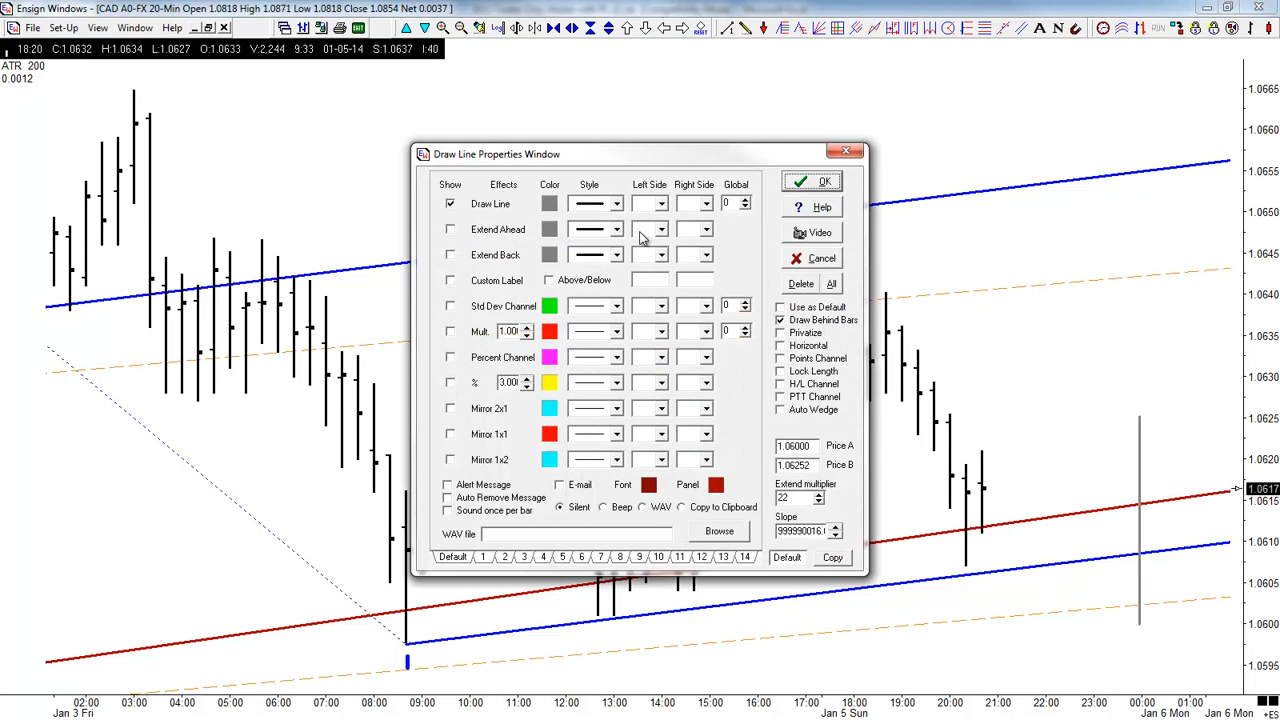 Ensign Windows - [CAD A0-FX 20-Min Open 1.0818 High 1.0871 Low 1.0818 Close 1.0854 Net 0.0037 ]
File Set-Up View Window Help
18:20 C:1.0632 H:1.0634 L:1.0627 O:1.0633 V:2,244 9:33 01-05-14 S:1.0637 I:40
ATR 200
0.0012
Draw Line Properties Window
Show Effects Color Style Left Side Right Side Global
Draw Line 0
Extend Ahead
Extend Back
Custom Label Above/Below
Std Dev Channel 0
Mult. 1.00 0
Percent Channel
% 3.00
Mirror 2x1
Mirror 1x1
Mirror 1x2
Alert Message E-mail Font Panel
Auto Remove Message
Sound once per bar Silent Beep WAV Copy to Clipboard
WAV file Browse
Default 1 2 3 4 5 6 7 8 9 10 11 12 13 14
OK
Help
Video
Cancel
Delete All
Use as Default
Draw Behind Bars
Privatize
Horizontal
Points Channel
Lock Length
H/L Channel
PTT Channel
Auto Wedge
1.06000 Price A
1.06252 Price B
Extend multiplier
22
Slope
999990016.
Default Copy
1.0665
1.0660
1.0655
1.0650
1.0645
1.0640
1.0635
1.0630
1.0625
1.0620
1.0617
1.0615
1.0610
1.0605
1.0600
1.0595
02:00 03:00 04:00 05:00 06:00 07:00 08:00 09:00 10:00 11:00 12:00 13:00 14:00 15:00 16:00 17:00 18:00 19:00 20:00 21:00 22:00 23:00 00:00 01:00
Jan 3 Fri Jan 5 Sun Jan 6 Mon Jan 6 Mon +ES